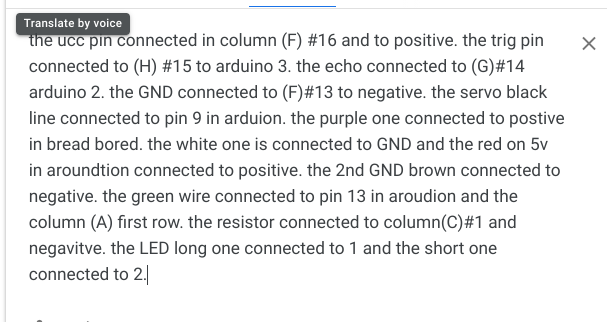 Translate by voice
the ucc pin connected in column (F) #16 and to positive. the trig pin
connected to (H) #15 to arduino 3. the echo connected to (G)#14
arduino 2. the GND connected to (F)#13 to negative. the servo black
line connected to pin 9 in arduion. the purple one connected to postive
in bread bored. the white one is connected to GND and the red on 5v
in aroundtion connected to positive. the 2nd GND brown connected to
negative. the green wire connected to pin 13 in aroudion and the
column (A) first row. the resistor connected to column(C)#1 and
negavitve. the LED long one connected to 1 and the short one
connected to 2.